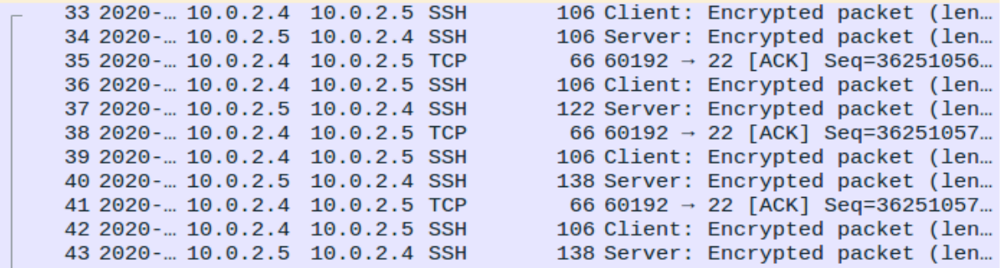 33 2020-… 10.0.2.4 10.0.2.5 SSH 106 Client: Encrypted packet (len…
34 2020-… 10.0.2.5 10.0.2.4 SSH 106 Server: Encrypted packet (len…
35 2020-… 10.0.2.4 10.0.2.5 TCP 66 60192 → 22 [ACK] Seq=36251056…
36 2020-… 10.0.2.4 10.0.2.5 SSH 106 Client: Encrypted packet (len…
37 2020-… 10.0.2.5 10.0.2.4 SSH 122 Server: Encrypted packet (len…
38 2020-… 10.0.2.4 10.0.2.5 TCP 66 60192 → 22 [ACK] Seq=36251057…
39 2020-… 10.0.2.4 10.0.2.5 SSH 106 Client: Encrypted packet (len…
40 2020-… 10.0.2.5 10.0.2.4 SSH 138 Server: Encrypted packet (len…
41 2020-… 10.0.2.4 10.0.2.5 TCP 66 60192 → 22 [ACK] Seq=36251057…
42 2020-… 10.0.2.4 10.0.2.5 SSH 106 Client: Encrypted packet (len…
43 2020-… 10.0.2.5 10.0.2.4 SSH 138 Server: Encrypted packet (len…